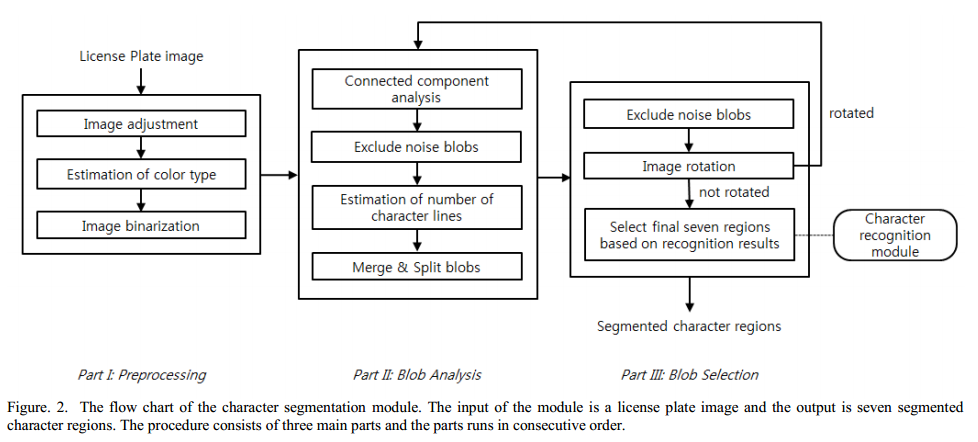 License Plate image
Image adjustment
Estimation of color type
Image binarization
Connected component
analysis
Exclude noise blobs
Estimation of number of
character lines
Merge & Split blobs
Exclude noise blobs
Image rotation
rotated
not rotated
Select final seven regions
based on recognition results
Character
recognition
module
Segmented character regions
Part I: Preprocessing
Part II: Blob Analysis
Part III: Blob Selection
Figure. 2. The flow chart of the character segmentation module. The input of the module is a license plate image and the output is seven segmented
character regions. The procedure consists of three main parts and the parts runs in consecutive order.